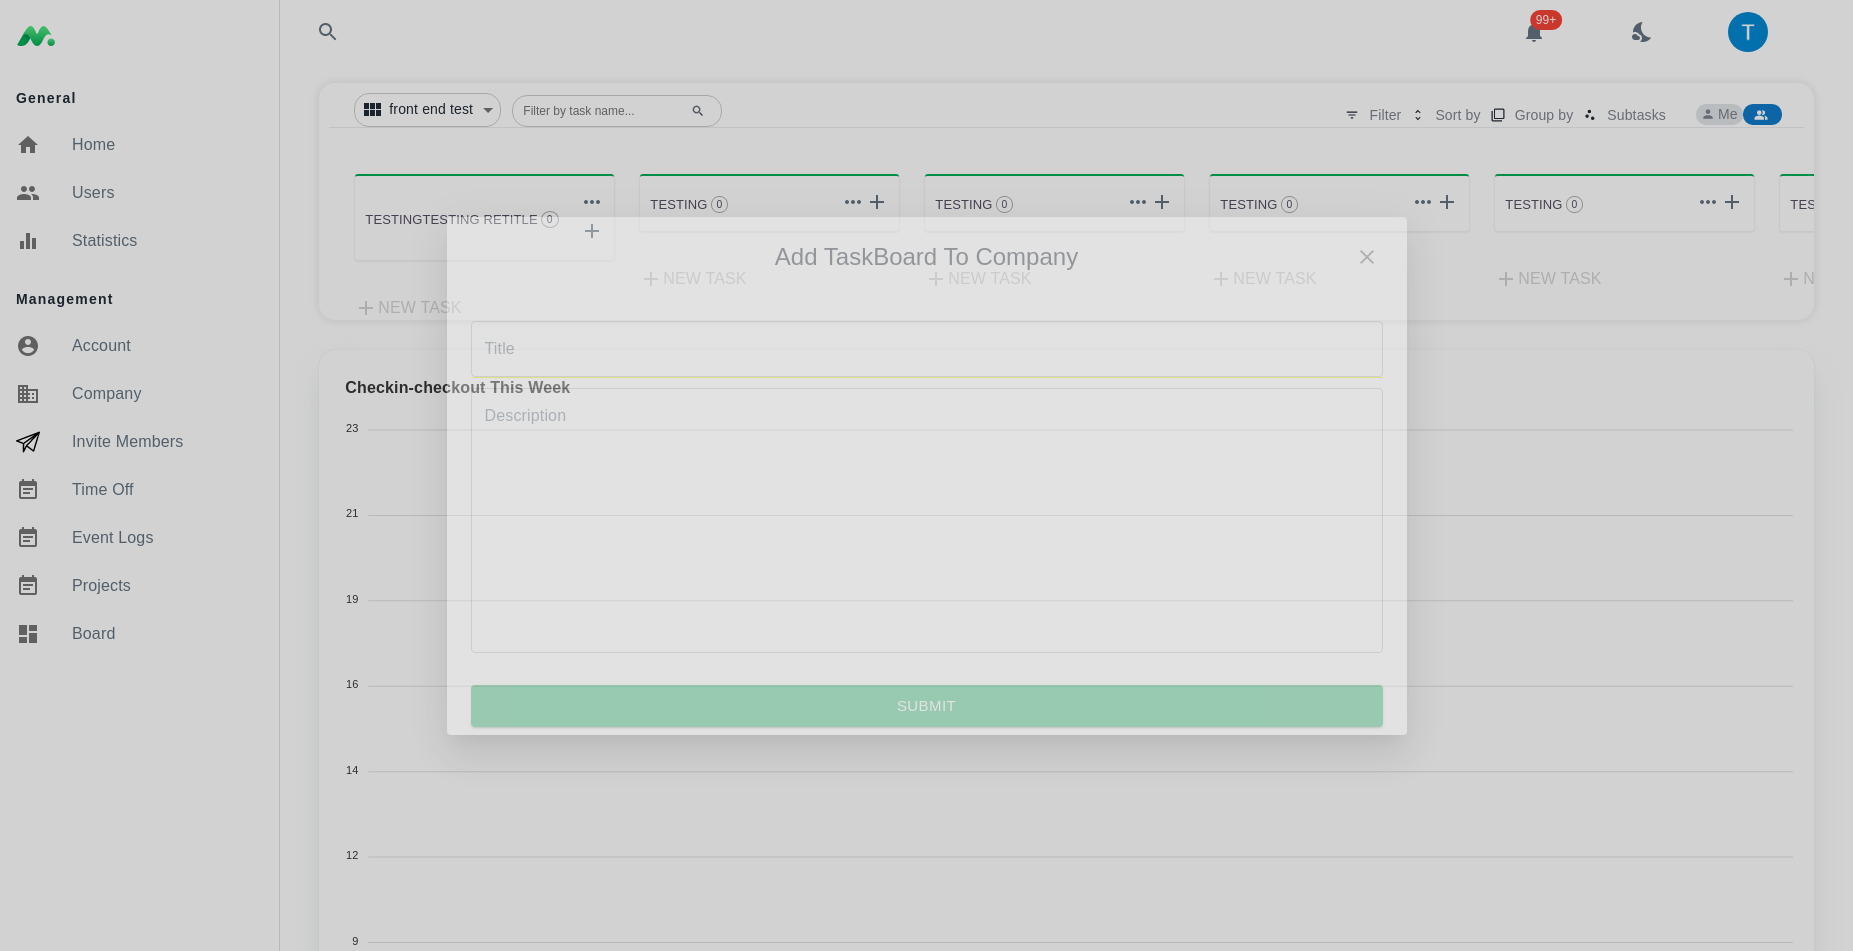 General
Home
Users
Statistics
Management
Account
Company
Invite Members
Time Off
Event Logs
Projects
Board
99+
T
front end test
Filter by task name...
Filter
Sort by
Group by
Subtasks
Me
TESTINGTESTING RETITLE 0
NEW TASK
TESTING 0
NEW TASK
TESTING 0
NEW TASK
TESTING 0
NEW TASK
TESTING 0
NEW TASK
TES
N
Add TaskBoard To Company
Title
Description
SUBMIT
Checkin-checkout This Week
23
21
19
16
14
12
9